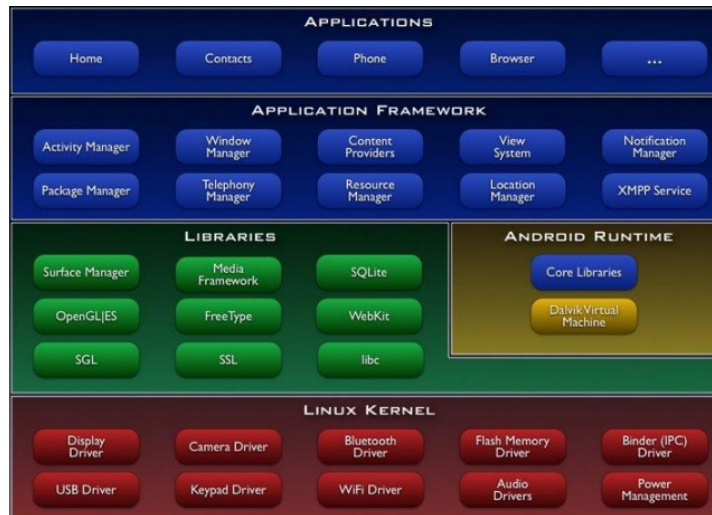 APPLICATIONS
Home
Contacts
Phone
Browser
...
APPLICATION FRAMEWORK
Activity Manager
Window
Manager
Content
Providers
View
System
Notification
Manager
Package Manager
Telephony
Manager
Resource
Manager
Location
Manager
XMPP Service
LIBRARIES
Surface Manager
Media
Framework
SQLite
OpenGL|ES
FreeType
WebKit
SGL
SSL
libc
ANDROID RUNTIME
Core Libraries
Dalvik Virtual
Machine
LINUX KERNEL
Display
Driver
Camera Driver
Bluetooth
Driver
Flash Memory
Driver
Binder (IPC)
Driver
USB Driver
Keypad Driver
WiFi Driver
Audio
Drivers
Power
Management